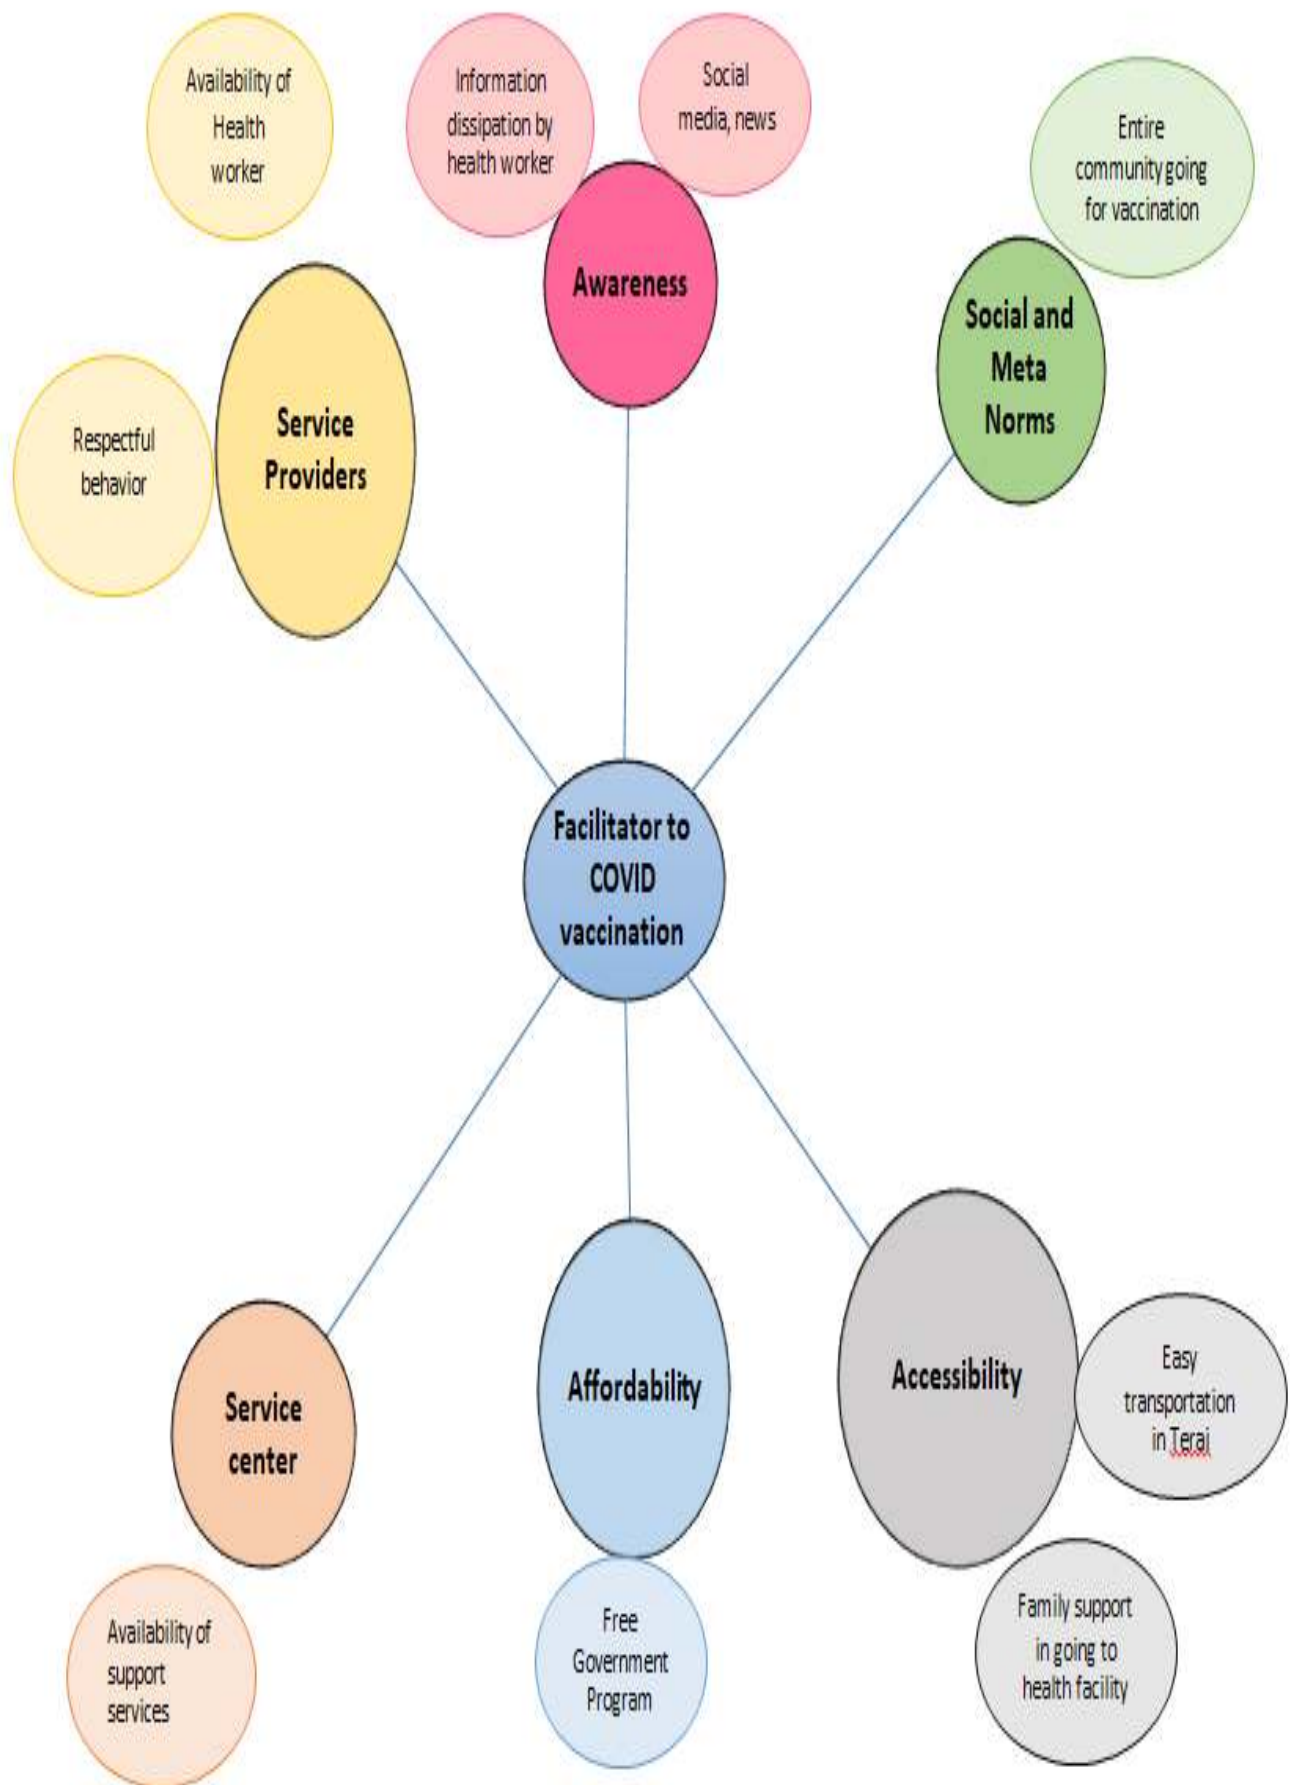 Availability of
Health
worker
Information
dissipation by
health worker
Social
media, news
Entire
community going
for vaccination
Awareness
Social and
Meta
Norms
Service
Providers
Respectful
behavior
Facilitator to
COVID
vaccination
Service
center
Affordability
Accessibility
Easy
transportation
in Terai
Availability of
support
services
Free
Government
Program
Family support
in going to
health facility